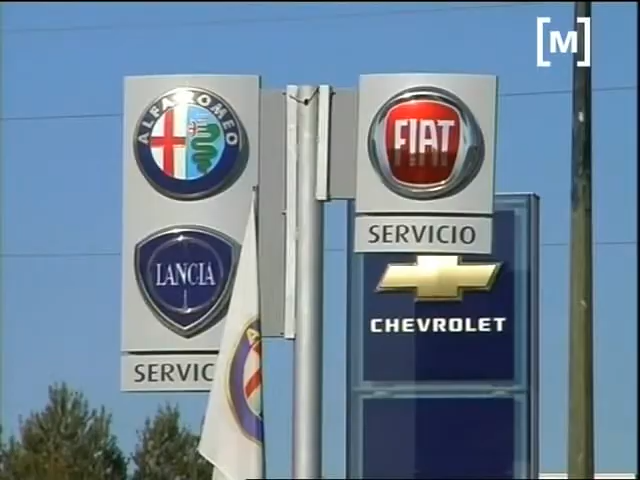 [M]
ALFA ROMEO
LANCIA
SERVIC
FIAT
SERVICIO
CHEVROLET